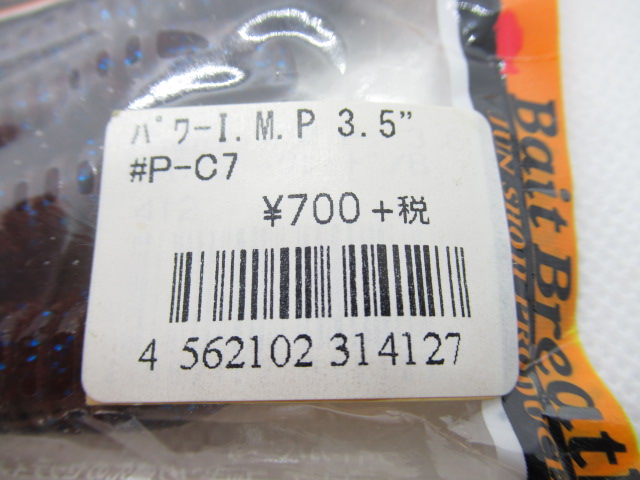 ﾊﾟワｰI.M.P 3.5"
#P-C7
¥700+税
4 562102 314127
Bait Breath